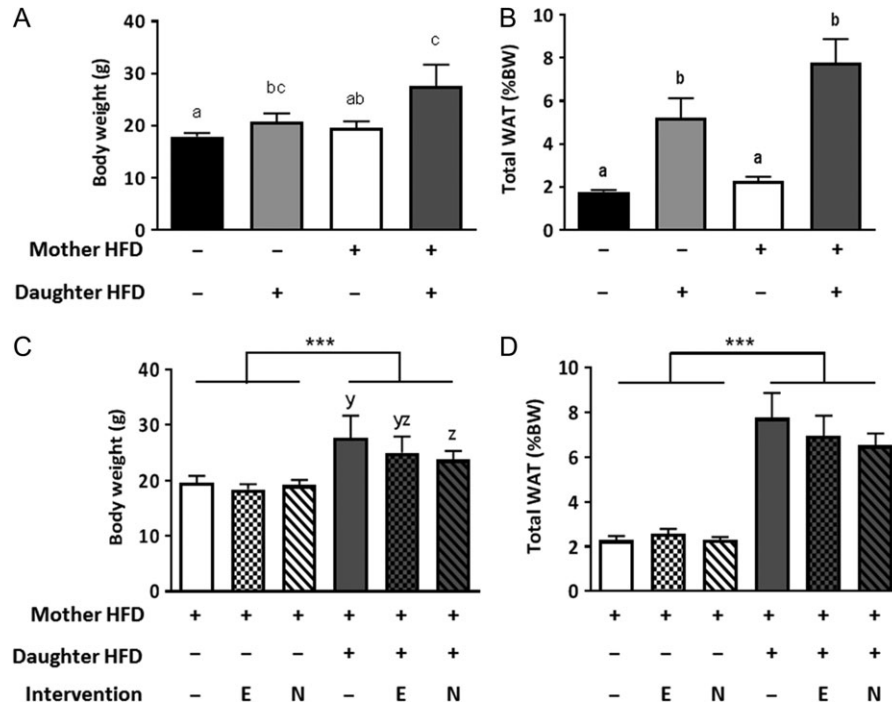 A
Body weight (g)
40
30
20
10
0
a
bc
ab
c
B
Total WAT (%BW)
10
8
6
4
2
0
a
b
a
b
Mother HFD – – + + – – + +
Daughter HFD – + – + – + – +
C
Body weight (g)
40
30
20
10
0
***
y
yz
z
D
Total WAT (%BW)
10
8
6
4
2
0
***
Mother HFD + + + + + + + + + + + +
Daughter HFD – – – + + + – – – + + +
Intervention – E N – E N – E N – E N